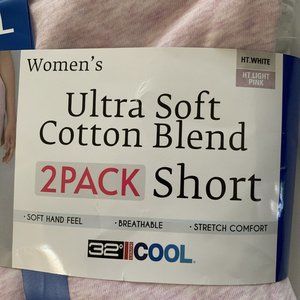 L
Women's
HT.WHITE
HT.LIGHT
PINK
Ultra Soft
Cotton Blend
2PACK Short
· SOFT HAND FEEL · BREATHABLE · STRETCH COMFORT
32° COOL